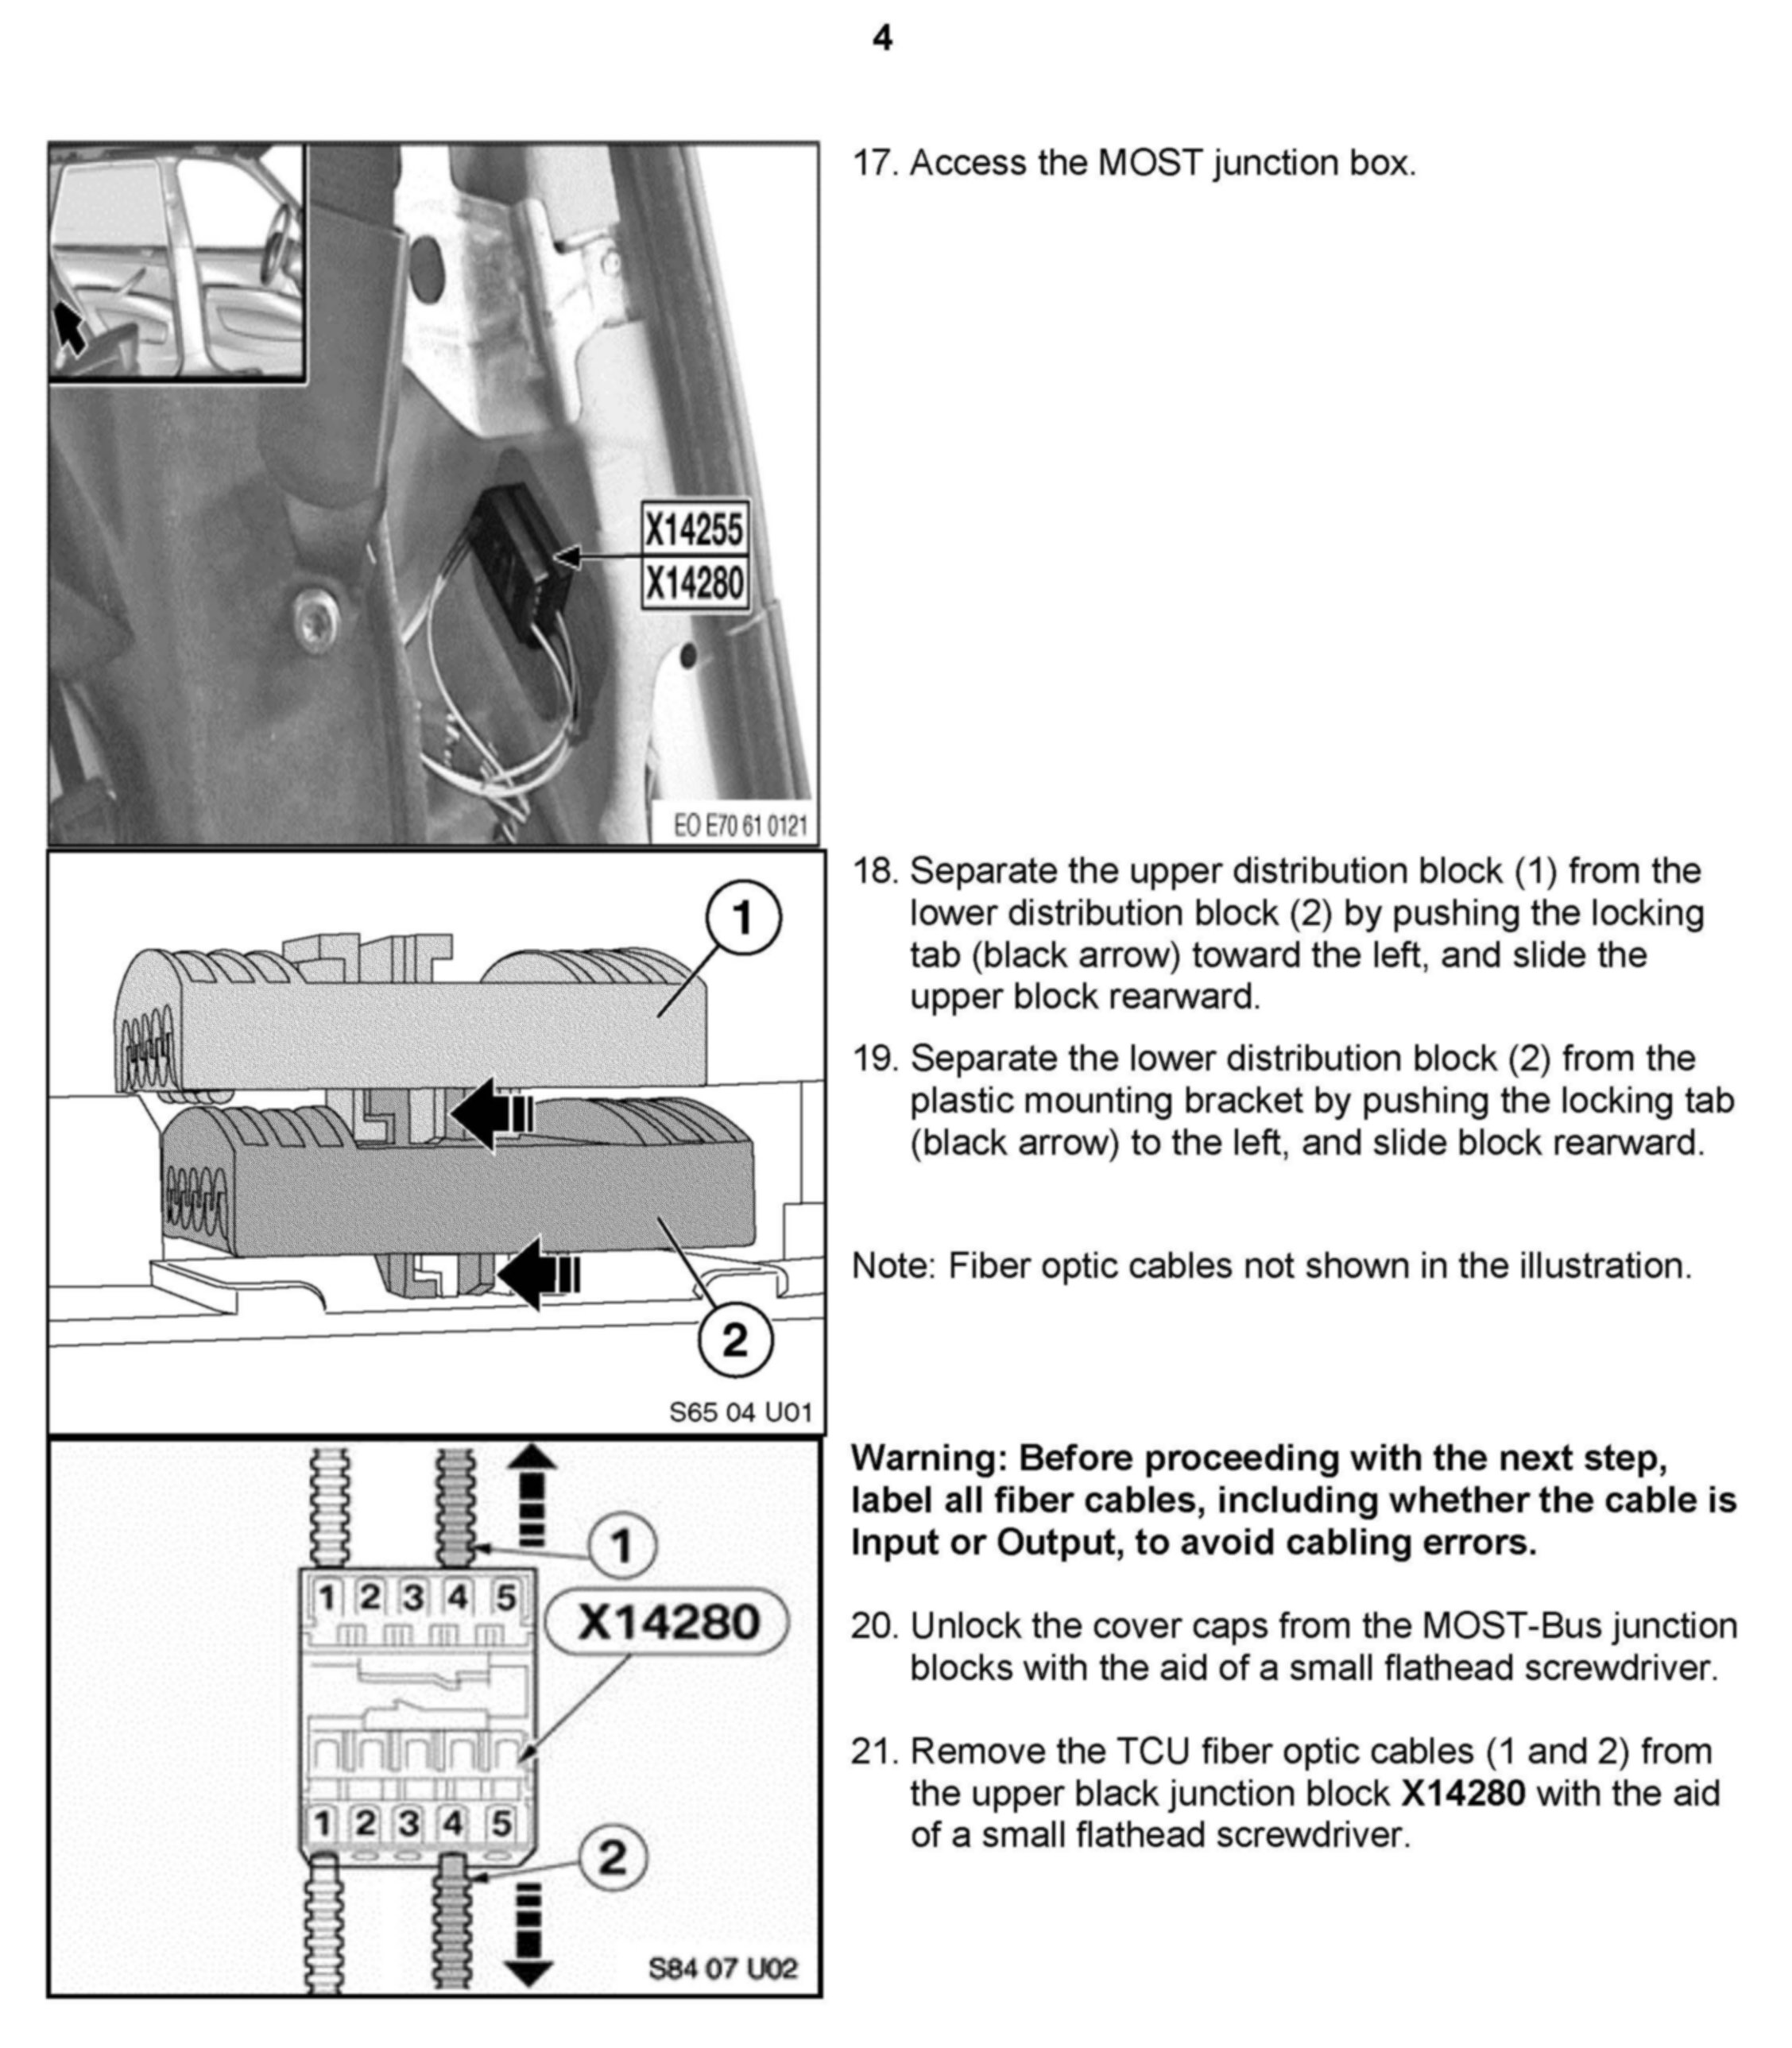 4
17. Access the MOST junction box.
X14255
X14280
EO E70 61 0121
18. Separate the upper distribution block (1) from the
lower distribution block (2) by pushing the locking
tab (black arrow) toward the left, and slide the
upper block rearward.
19. Separate the lower distribution block (2) from the
plastic mounting bracket by pushing the locking tab
(black arrow) to the left, and slide block rearward.
Note: Fiber optic cables not shown in the illustration.
1
2
S65 04 U01
Warning: Before proceeding with the next step,
label all fiber cables, including whether the cable is
Input or Output, to avoid cabling errors.
20. Unlock the cover caps from the MOST-Bus junction
blocks with the aid of a small flathead screwdriver.
21. Remove the TCU fiber optic cables (1 and 2) from
the upper black junction block X14280 with the aid
of a small flathead screwdriver.
1
1 2 3 4 5
X14280
1 2 3 4 5
2
S84 07 U02